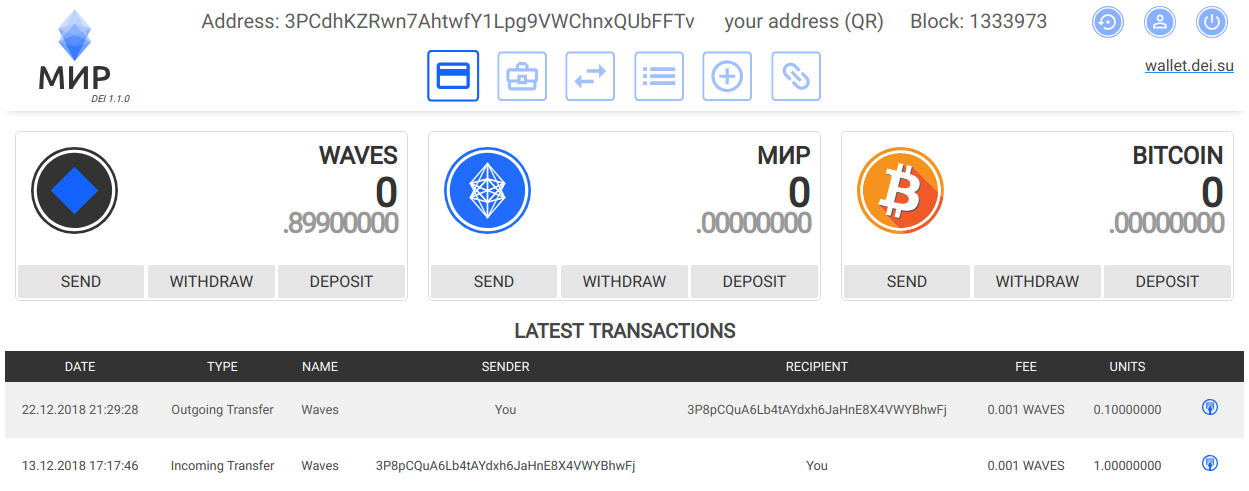 Address: 3PCdhKZRwn7AhtwfY1Lpg9VWChnxQUbFFTv your address (QR) Block: 1333973
МИР
DEI 1.1.0
wallet.dei.su
WAVES
0
.89900000
SEND WITHDRAW DEPOSIT
МИР
0
.00000000
SEND WITHDRAW DEPOSIT
BITCOIN
0
.00000000
SEND WITHDRAW DEPOSIT
LATEST TRANSACTIONS
DATE TYPE NAME SENDER RECIPIENT FEE UNITS
22.12.2018 21:29:28 Outgoing Transfer Waves You 3P8pCQuA6Lb4tAYdxh6JaHnE8X4VWYBhwFj 0.001 WAVES 0.10000000
13.12.2018 17:17:46 Incoming Transfer Waves 3P8pCQuA6Lb4tAYdxh6JaHnE8X4VWYBhwFj You 0.001 WAVES 1.00000000